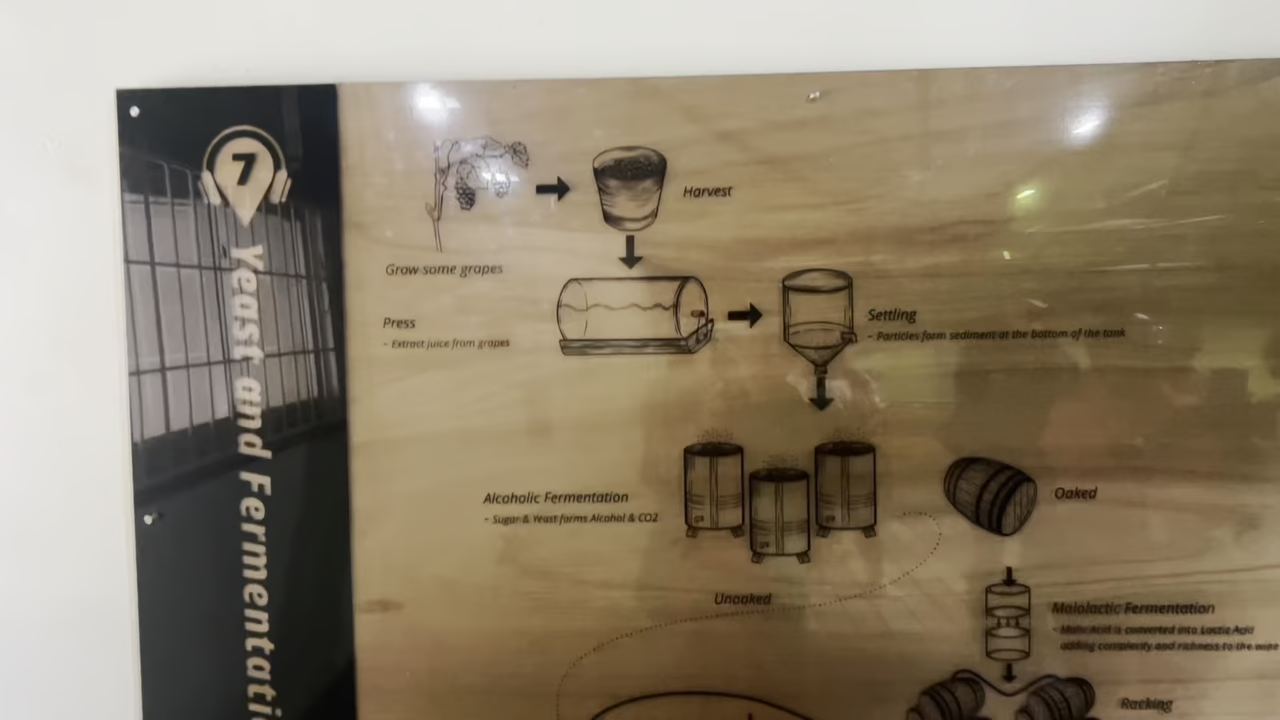 7
Yeast and Fermentatio
Harvest
Grow some grapes
Press
- Extract juice from grapes
Settling
- Particles form sediment at the bottom of the tank
Alcoholic Fermentation
- Sugar & Yeast forms Alcohol & CO2
Oaked
Unoaked
Malolactic Fermentation
- Malic Acid is converted into Lactic Acid
adding complexity and richness to the wine
Racking